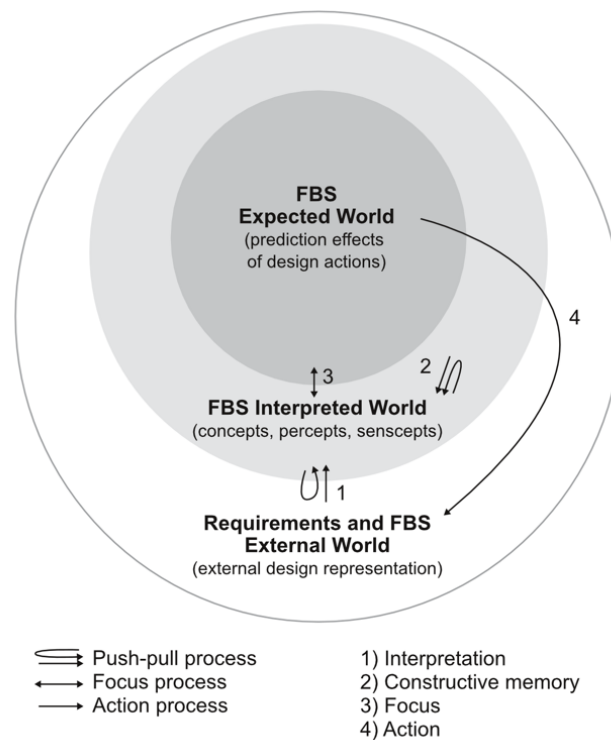 FBS
Expected World
(prediction effects
of design actions)
4
3
2
FBS Interpreted World
(concepts, percepts, senscepts)
1
Requirements and FBS
External World
(external design representation)
Push-pull process
Focus process
Action process
1) Interpretation
2) Constructive memory
3) Focus
4) Action